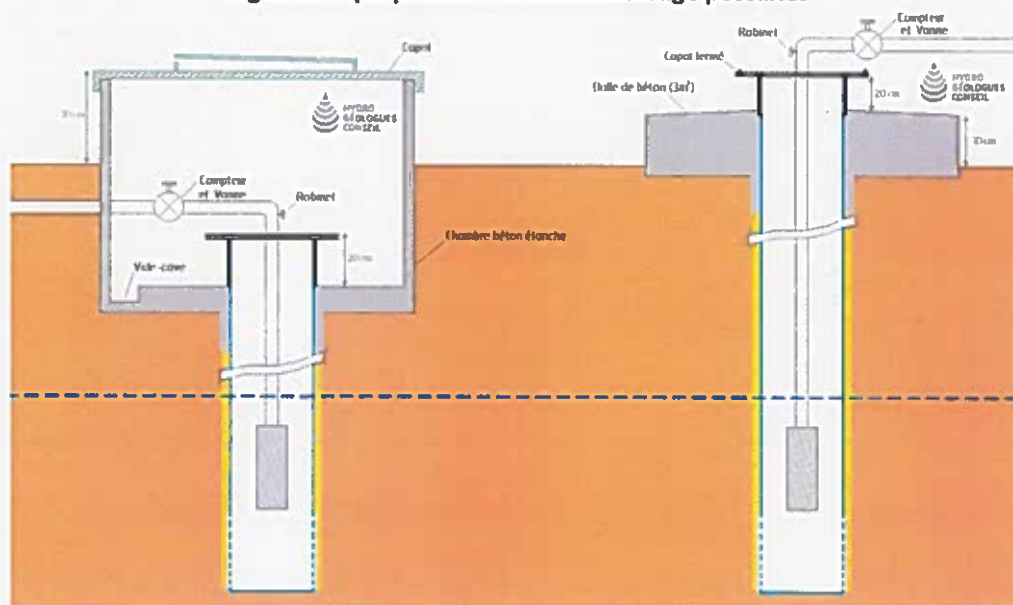 Capot
HYDRO
GÉOLOGUES
CONSEIL
Compteur
et Vanne
Robinet
20 cm
Chambre béton étanche
Vide-cave
Robinet
Compteur
et Vanne
Capot fermé
20 cm
Dalle de béton (3m²)
HYDRO
GÉOLOGUES
CONSEIL
30cm